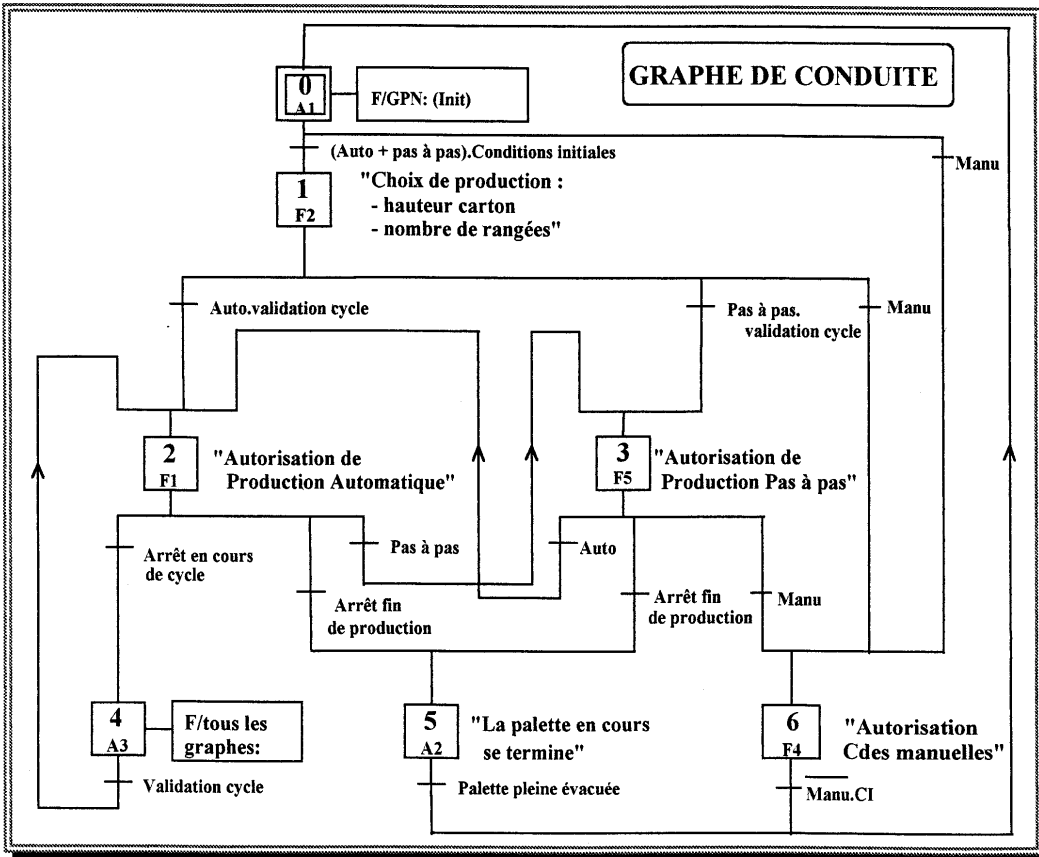 GRAPHE DE CONDUITE
0
A1
F/GPN: (Init)
(Auto + pas à pas).Conditions initiales
Manu
1
F2
"Choix de production :
- hauteur carton
- nombre de rangées"
Auto.validation cycle
Pas à pas.
validation cycle
Manu
2
F1
"Autorisation de
Production Automatique"
3
F5
"Autorisation de
Production Pas à pas"
Arrêt en cours
de cycle
Pas à pas
Auto
Arrêt fin
de production
Arrêt fin
de production
Manu
4
A3
F/tous les
graphes:
5
A2
"La palette en cours
se termine"
6
F4
"Autorisation
Cdes manuelles"
Validation cycle
Palette pleine évacuée
M̅a̅n̅u̅.CI